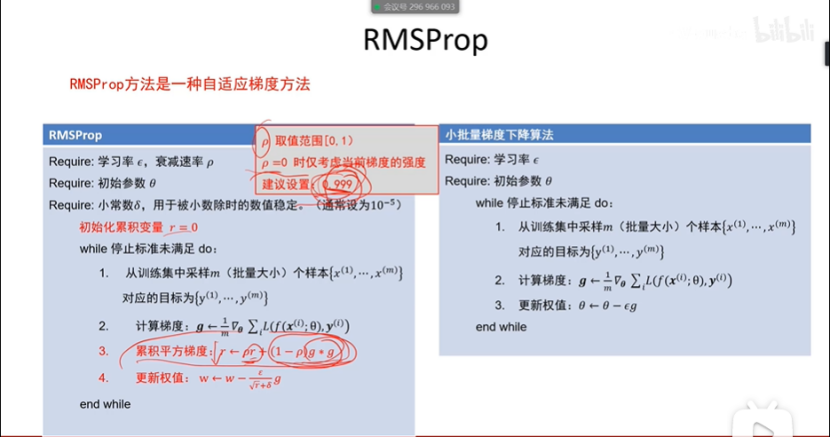 会议号 296 966 093
bilibili
RMSProp
RMSProp方法是一种自适应梯度方法
RMSProp
Require: 学习率 ϵ，衰减速率 ρ
Require: 初始参数 θ
Require: 小常数δ，用于被小数除时的数值稳定。（通常设为10⁻⁵）
初始化累积变量 r = 0
while 停止标准未满足 do：
1. 从训练集中采样m（批量大小）个样本{x⁽¹⁾,⋯,x⁽ᵐ⁾}
对应的目标为{y⁽¹⁾,⋯,y⁽ᵐ⁾}
2. 计算梯度：g ← 1/m ∇_θ ∑ᵢ L(f(x⁽ⁱ⁾;θ),y⁽ⁱ⁾)
3. 累积平方梯度：r ← ρr + (1 − ρ)g ∗ g
4. 更新权值：w ← w − ε/(√r+δ) g
end while
ρ 取值范围[0,1)
ρ =0 时仅考虑当前梯度的强度
建议设置：0.999
小批量梯度下降算法
Require: 学习率 ϵ
Require: 初始参数 θ
while 停止标准未满足 do：
1. 从训练集中采样m（批量大小）个样本{x⁽¹⁾,⋯,x⁽ᵐ⁾}
对应的目标为{y⁽¹⁾,⋯,y⁽ᵐ⁾}
2. 计算梯度：g ← 1/m ∇_θ ∑ᵢ L(f(x⁽ⁱ⁾;θ),y⁽ⁱ⁾)
3. 更新权值：θ ← θ − ϵg
end while